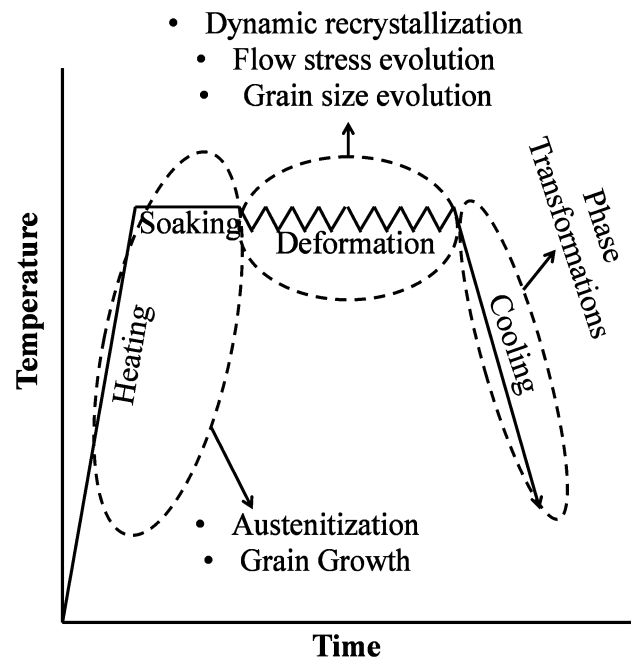 • Dynamic recrystallization
• Flow stress evolution
• Grain size evolution
Phase
Transformations
Soaking
Deformation
Heating
Cooling
Temperature
• Austenitization
• Grain Growth
Time